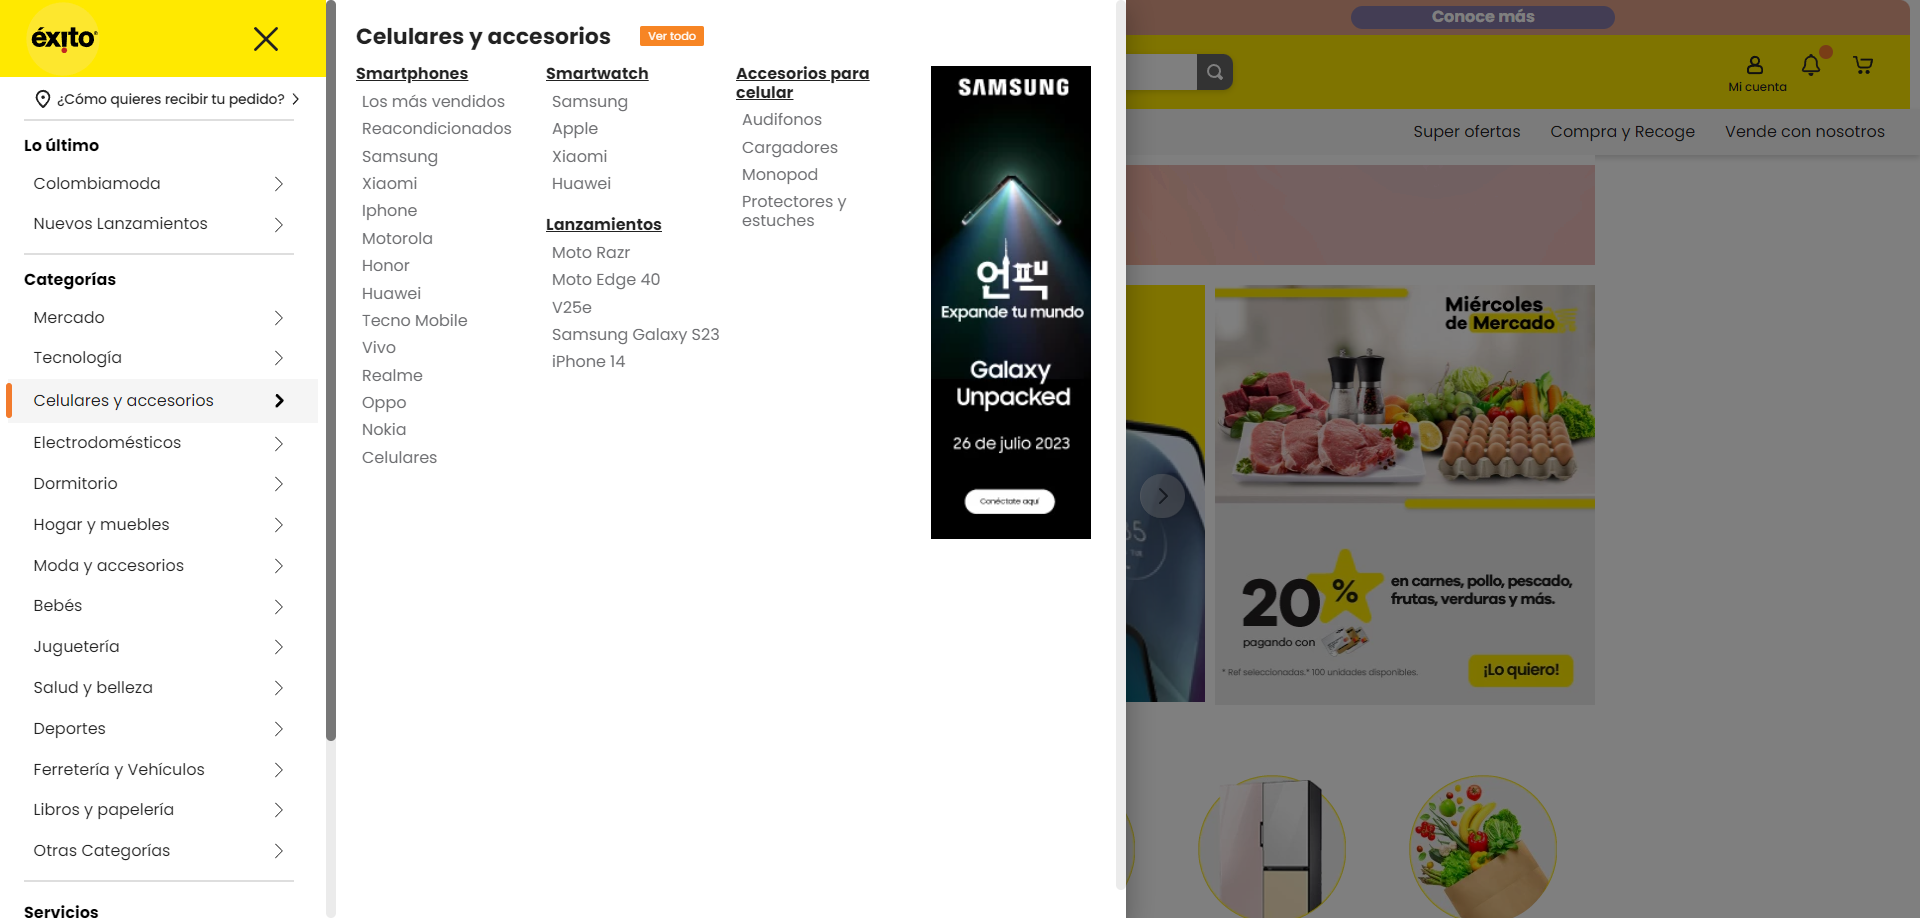 éxito
¿Cómo quieres recibir tu pedido?
Lo último
Colombiamoda
Nuevos Lanzamientos
Categorías
Mercado
Tecnología
Celulares y accesorios
Electrodomésticos
Dormitorio
Hogar y muebles
Moda y accesorios
Bebés
Juguetería
Salud y belleza
Deportes
Ferretería y Vehículos
Libros y papelería
Otras Categorías
Servicios
Celulares y accesorios
Ver todo
Smartphones
Los más vendidos
Reacondicionados
Samsung
Xiaomi
Iphone
Motorola
Honor
Huawei
Tecno Mobile
Vivo
Realme
Oppo
Nokia
Celulares
Smartwatch
Samsung
Apple
Xiaomi
Huawei
Lanzamientos
Moto Razr
Moto Edge 40
V25e
Samsung Galaxy S23
iPhone 14
Accesorios para
celular
Audifonos
Cargadores
Monopod
Protectores y
estuches
SAMSUNG
언팩
Expande tu mundo
Galaxy
Unpacked
26 de julio 2023
Conéctate aquí
Conoce más
Mi cuenta
Super ofertas
Compra y Recoge
Vende con nosotros
Miércoles
de Mercado
20%
en carnes, pollo, pescado,
frutas, verduras y más.
pagando con
* Ref seleccionadas.* 100 unidades disponibles.
¡Lo quiero!